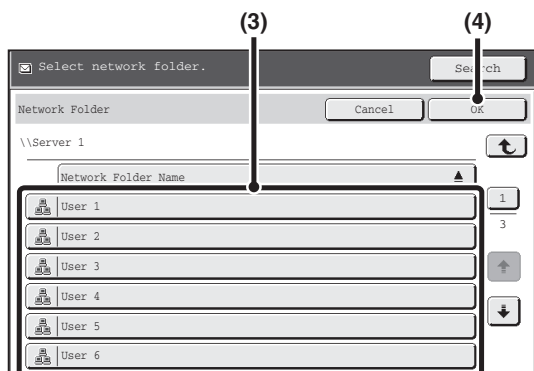 (3) (4)
Select network folder. Search
Network Folder Cancel OK
\\Server 1
Network Folder Name
User 1 1
User 2 3
User 3
User 4
User 5
User 6